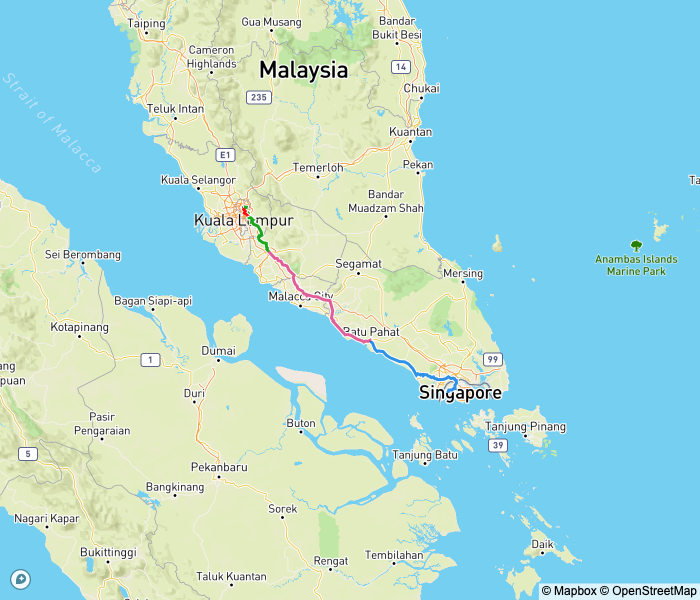 Taiping
Gua Musang
Bandar
Bukit Besi
Cameron
Highlands
Malaysia
14
Chukai
235
Teluk Intan
Strait of Malacca
Kuantan
E1
Temerloh
Pekan
Kuala Selangor
Bandar
Muadzam Shah
Ta
Kuala Lumpur
Sei Berombang
Segamat
Mersing
Anambas Islands
Marine Park
Bagan Siapi-api
Malacca City
Kotapinang
Batu Pahat
Dumai
1
99
puan
Duri
Singapore
Pasir
Pengaraian
Buton
Tanjung Pinang
39
5
Tanjung Batu
Pekanbaru
Bangkinang
Sorek
Nagari Kapar
Bukittinggi
Rengat
Tembilahan
Daik
Taluk Kuantan
© Mapbox © OpenStreetMap